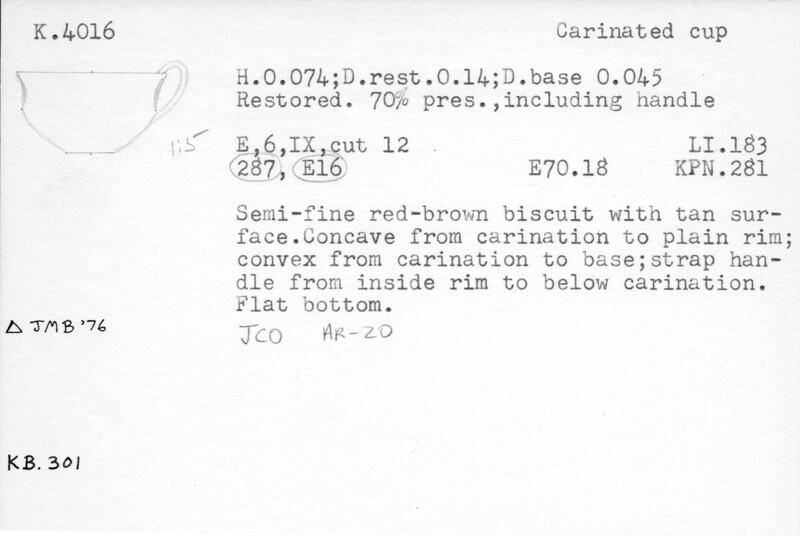 K.4016 Carinated cup
H.0.074;D.rest.0.14;D.base 0.045
Restored. 70% pres.,including handle
1:5
E,6,IX,cut 12 LI.183
287, E16 E70.18 KPN.281
Semi-fine red-brown biscuit with tan sur-
face.Concave from carination to plain rim;
convex from carination to base;strap han-
dle from inside rim to below carination.
Flat bottom.
△ JMB '76
JCO AR-20
KB. 301